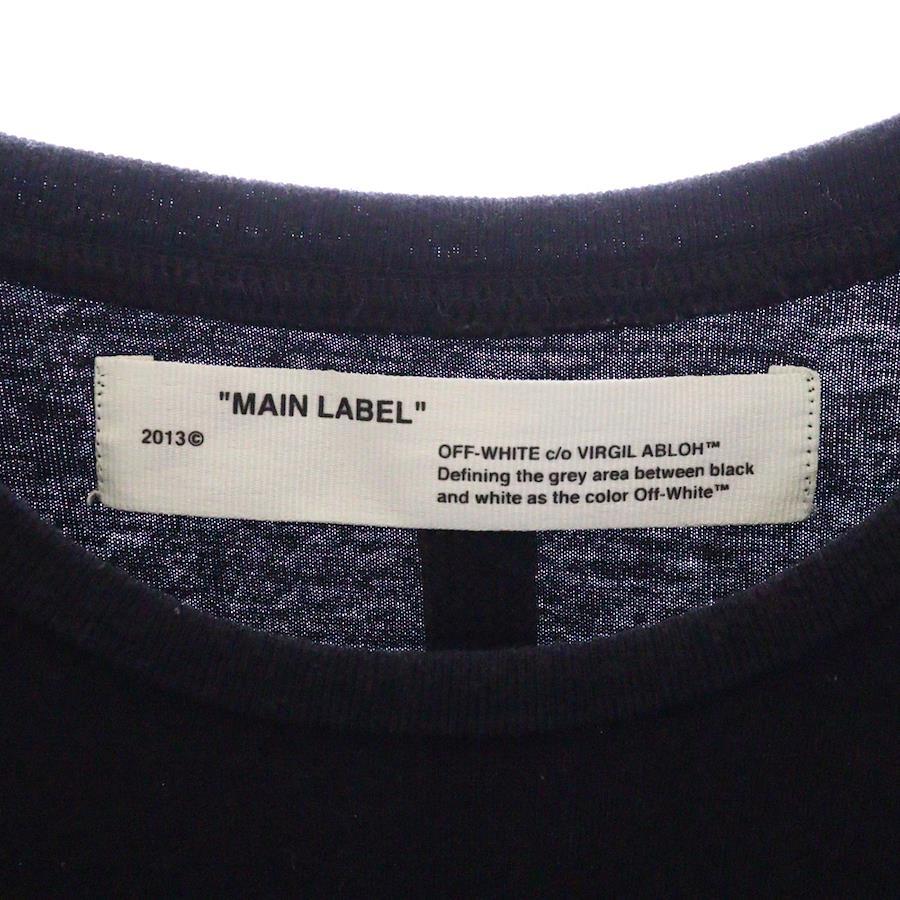 "MAIN LABEL"
2013©
OFF-WHITE c/o VIRGIL ABLOH™
Defining the grey area between black
and white as the color Off-White™